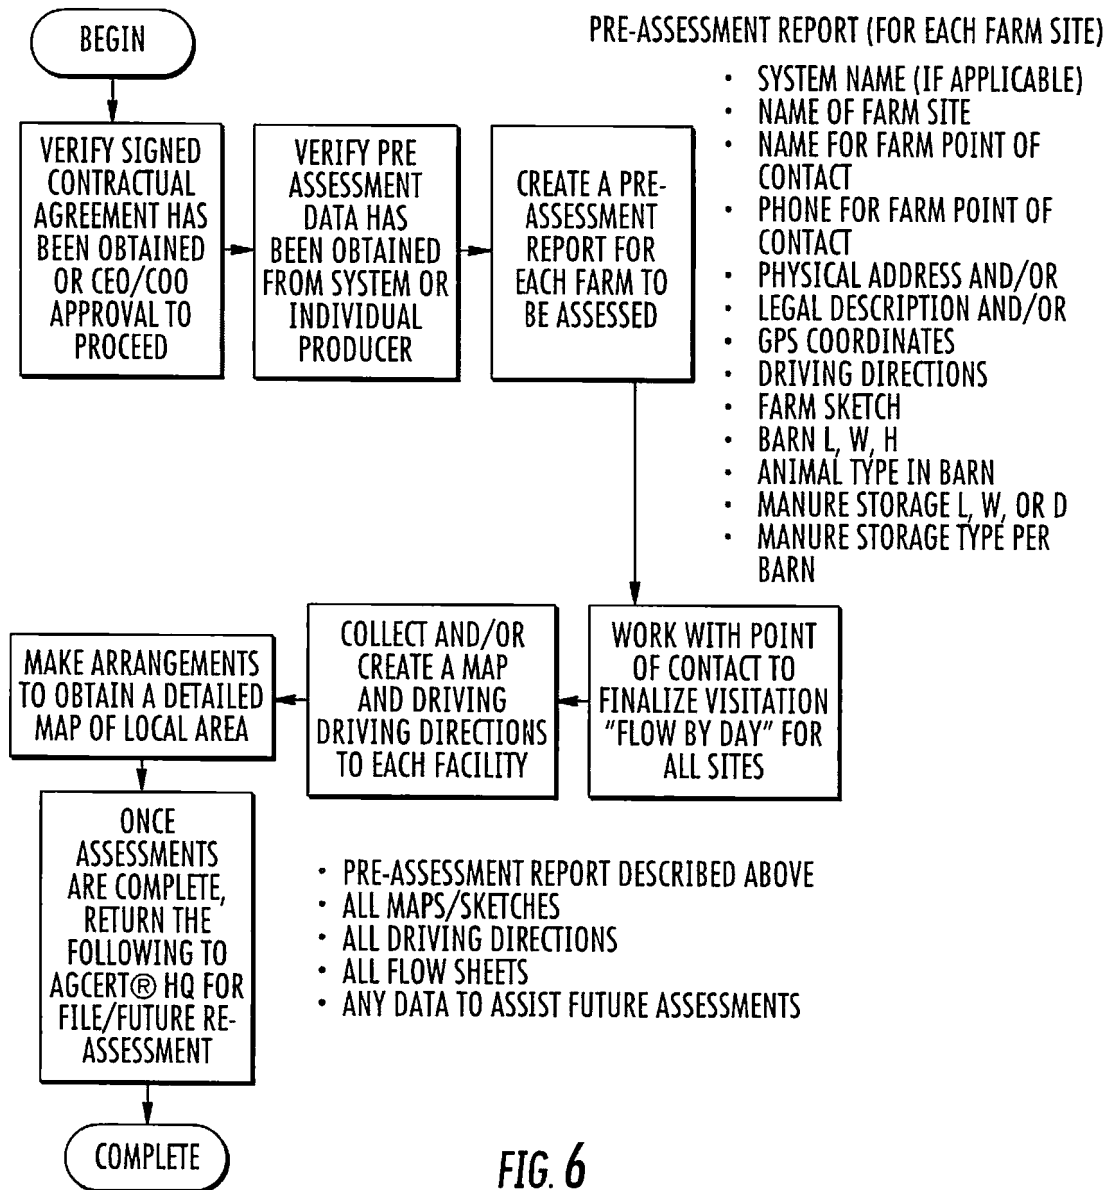 BEGIN
VERIFY SIGNED
CONTRACTUAL
AGREEMENT HAS
BEEN OBTAINED
OR CEO/COO
APPROVAL TO
PROCEED
VERIFY PRE
ASSESSMENT
DATA HAS
BEEN OBTAINED
FROM SYSTEM OR
INDIVIDUAL
PRODUCER
CREATE A PRE-
ASSESSMENT
REPORT FOR
EACH FARM TO
BE ASSESSED
PRE-ASSESSMENT REPORT (FOR EACH FARM SITE)
• SYSTEM NAME (IF APPLICABLE)
• NAME OF FARM SITE
• NAME FOR FARM POINT OF
CONTACT
• PHONE FOR FARM POINT OF
CONTACT
• PHYSICAL ADDRESS AND/OR
• LEGAL DESCRIPTION AND/OR
• GPS COORDINATES
• DRIVING DIRECTIONS
• FARM SKETCH
• BARN L, W, H
• ANIMAL TYPE IN BARN
• MANURE STORAGE L, W, OR D
• MANURE STORAGE TYPE PER
BARN
WORK WITH POINT
OF CONTACT TO
FINALIZE VISITATION
"FLOW BY DAY" FOR
ALL SITES
COLLECT AND/OR
CREATE A MAP
AND DRIVING
DRIVING DIRECTIONS
TO EACH FACILITY
MAKE ARRANGEMENTS
TO OBTAIN A DETAILED
MAP OF LOCAL AREA
ONCE
ASSESSMENTS
ARE COMPLETE,
RETURN THE
FOLLOWING TO
AGCERT® HQ FOR
FILE/FUTURE RE-
ASSESSMENT
• PRE-ASSESSMENT REPORT DESCRIBED ABOVE
• ALL MAPS/SKETCHES
• ALL DRIVING DIRECTIONS
• ALL FLOW SHEETS
• ANY DATA TO ASSIST FUTURE ASSESSMENTS
COMPLETE
FIG. 6